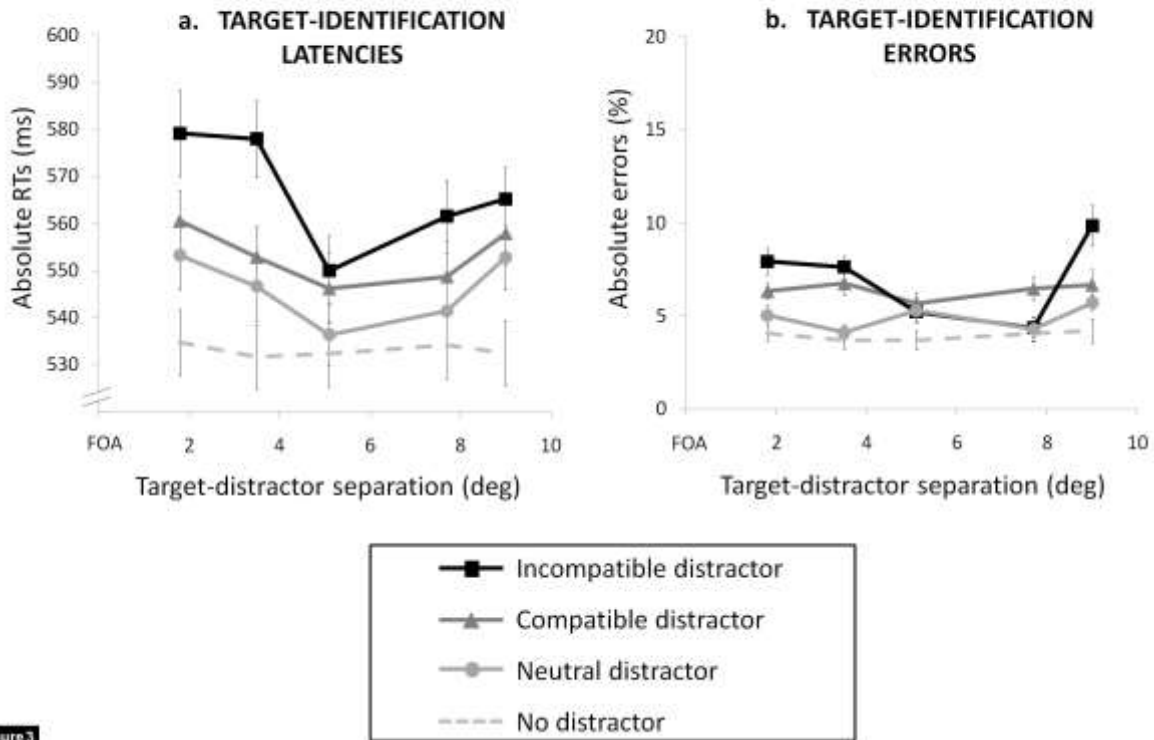 a. TARGET-IDENTIFICATION
LATENCIES
600
590
580
570
560
550
540
530
Absolute RTs (ms)
FOA 2 4 6 8 10
Target-distractor separation (deg)
b. TARGET-IDENTIFICATION
ERRORS
20
15
10
5
0
Absolute errors (%)
FOA 2 4 6 8 10
Target-distractor separation (deg)
Incompatible distractor
Compatible distractor
Neutral distractor
No distractor